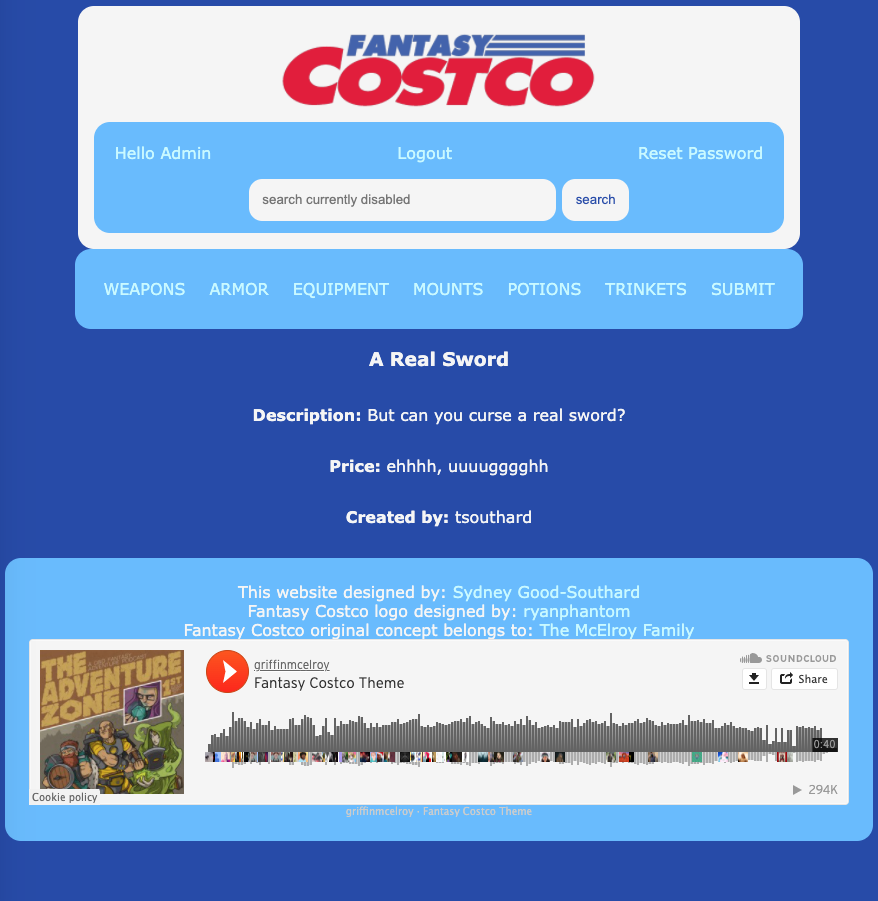 FANTASY
COSTCO
Hello Admin Logout Reset Password
search currently disabled search
WEAPONS ARMOR EQUIPMENT MOUNTS POTIONS TRINKETS SUBMIT
A Real Sword
Description: But can you curse a real sword?
Price: ehhhh, uuuugggghh
Created by: tsouthard
This website designed by: Sydney Good-Southard
Fantasy Costco logo designed by: ryanphantom
Fantasy Costco original concept belongs to: The McElroy Family
THE
ADVENTURE
ZONE
griffinmcelroy
Fantasy Costco Theme
SOUNDCLOUD
Share
0:40
Cookie policy
294K
griffinmcelroy · Fantasy Costco Theme